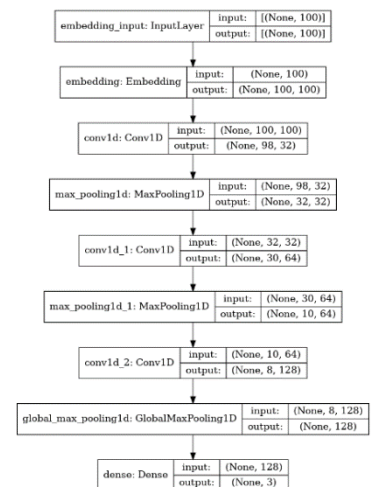 embedding_input: InputLayer input: [(None, 100)]
output: [(None, 100)]
embedding: Embedding input: (None, 100)
output: (None, 100, 100)
conv1d: Conv1D input: (None, 100, 100)
output: (None, 98, 32)
max_pooling1d: MaxPooling1D input: (None, 98, 32)
output: (None, 32, 32)
conv1d_1: Conv1D input: (None, 32, 32)
output: (None, 30, 64)
max_pooling1d_1: MaxPooling1D input: (None, 30, 64)
output: (None, 10, 64)
conv1d_2: Conv1D input: (None, 10, 64)
output: (None, 8, 128)
global_max_pooling1d: GlobalMaxPooling1D input: (None, 8, 128)
output: (None, 128)
dense: Dense input: (None, 128)
output: (None, 3)